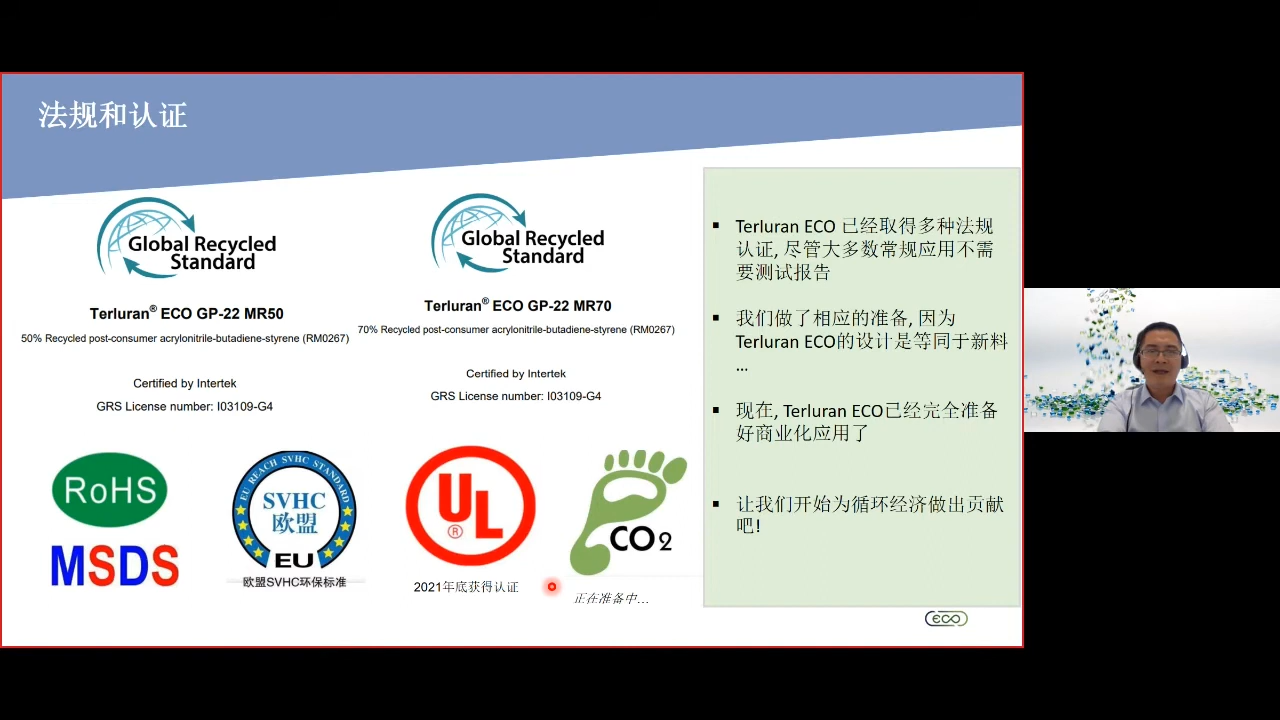 法规和认证
Global Recycled
Standard
Terluran® ECO GP-22 MR50
50% Recycled post-consumer acrylonitrile-butadiene-styrene (RM0267)
Certified by Intertek
GRS License number: I03109-G4
Global Recycled
Standard
Terluran® ECO GP-22 MR70
70% Recycled post-consumer acrylonitrile-butadiene-styrene (RM0267)
Certified by Intertek
GRS License number: I03109-G4
RoHS
MSDS
EU REACH SVHC STANDARD
SVHC
欧盟
EU
欧盟SVHC环保标准
UL
®
2021年底获得认证
CO2
正在准备中...
▪ Terluran ECO 已经取得多种法规
认证, 尽管大多数常规应用不需
要测试报告
▪ 我们做了相应的准备, 因为
Terluran ECO的设计是等同于新料
...
▪ 现在, Terluran ECO已经完全准备
好商业化应用了
▪ 让我们开始为循环经济做出贡献
吧!
eco